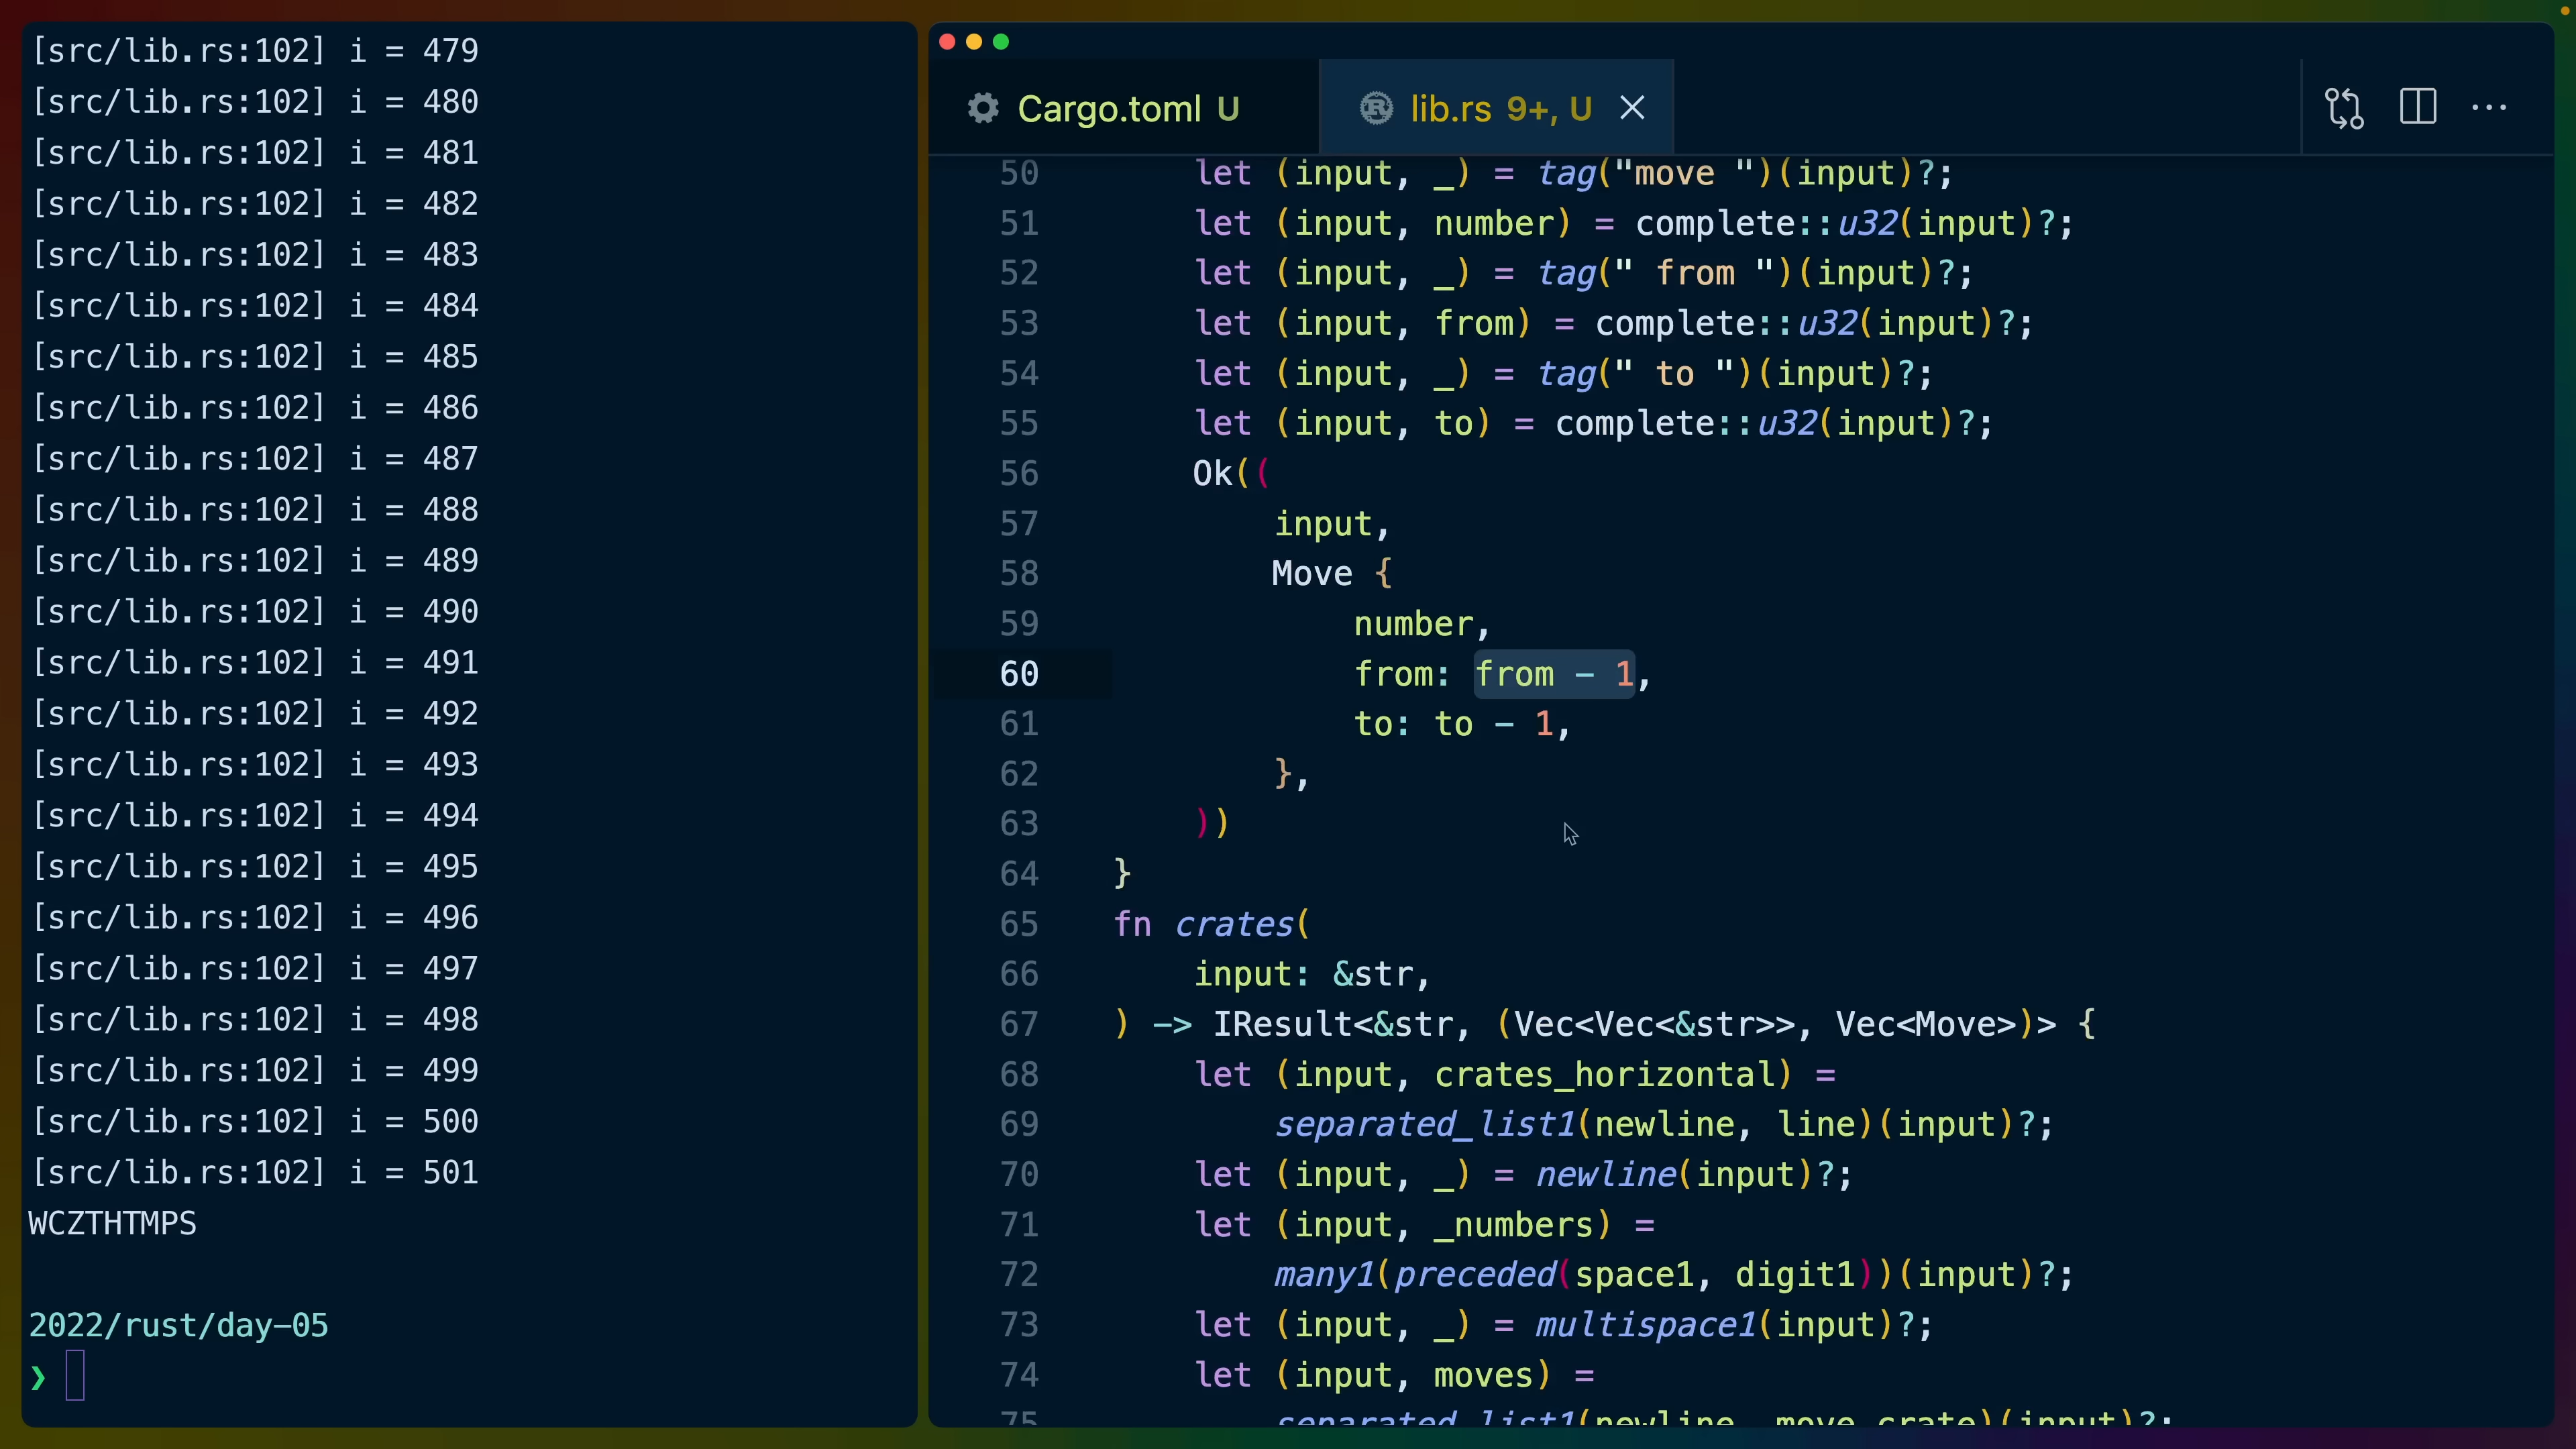 [src/lib.rs:102] i = 479
[src/lib.rs:102] i = 480
[src/lib.rs:102] i = 481
[src/lib.rs:102] i = 482
[src/lib.rs:102] i = 483
[src/lib.rs:102] i = 484
[src/lib.rs:102] i = 485
[src/lib.rs:102] i = 486
[src/lib.rs:102] i = 487
[src/lib.rs:102] i = 488
[src/lib.rs:102] i = 489
[src/lib.rs:102] i = 490
[src/lib.rs:102] i = 491
[src/lib.rs:102] i = 492
[src/lib.rs:102] i = 493
[src/lib.rs:102] i = 494
[src/lib.rs:102] i = 495
[src/lib.rs:102] i = 496
[src/lib.rs:102] i = 497
[src/lib.rs:102] i = 498
[src/lib.rs:102] i = 499
[src/lib.rs:102] i = 500
[src/lib.rs:102] i = 501
WCZTHTMPS
2022/rust/day-05
❯
Cargo.toml U
lib.rs 9+, U
50 let (input, _) = tag("move ")(input)?;
51 let (input, number) = complete::u32(input)?;
52 let (input, _) = tag(" from ")(input)?;
53 let (input, from) = complete::u32(input)?;
54 let (input, _) = tag(" to ")(input)?;
55 let (input, to) = complete::u32(input)?;
56 Ok((
57 input,
58 Move {
59 number,
60 from: from - 1,
61 to: to - 1,
62 },
63 ))
64 }
65 fn crates(
66 input: &str,
67 ) -> IResult<&str, (Vec<Vec<&str>>, Vec<Move>)> {
68 let (input, crates_horizontal) =
69 separated_list1(newline, line)(input)?;
70 let (input, _) = newline(input)?;
71 let (input, _numbers) =
72 many1(preceded(space1, digit1))(input)?;
73 let (input, _) = multispace1(input)?;
74 let (input, moves) =
75 separated_list1(newline, move_crate)(input)?;